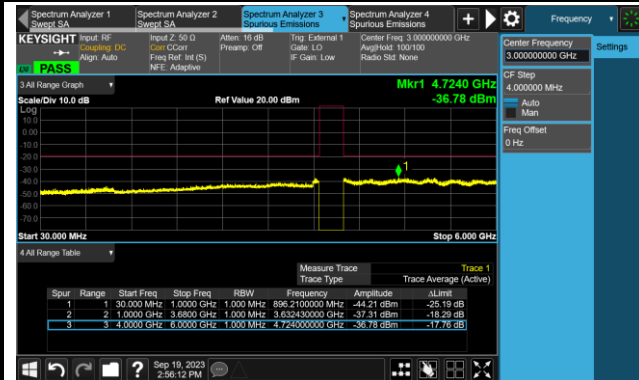 Spectrum Analyzer 1
Swept SA
Spectrum Analyzer 2
Swept SA
Spectrum Analyzer 3
Spurious Emissions
Spectrum Analyzer 4
Spurious Emissions
Frequency
KEYSIGHT
Input: RF
Coupling: DC
Align: Auto
Input Z: 50 Ω
Corr CCorr
Freq Ref: Int (S)
NFE: Adaptive
Atten: 16 dB
Preamp: Off
Trig: External 1
Gate: LO
IF Gain: Low
Center Freq: 3.000000000 GHz
Avg|Hold: 100/100
Radio Std: None
PASS
Center Frequency
3.000000000 GHz
Settings
CF Step
4.000000 MHz
Auto
Man
Freq Offset
0 Hz
3 All Range Graph
Mkr1 4.7240 GHz
Scale/Div 10.0 dB
Ref Value 20.00 dBm
-36.78 dBm
Log
10.0
0.00
-10.0
-20.0
-30.0
-40.0
-50.0
-60.0
-70.0
1
Start 30.000 MHz
Stop 6.000 GHz
4 All Range Table
Measure Trace
Trace 1
Trace Type
Trace Average (Active)
Spur Range Start Freq Stop Freq RBW Frequency Amplitude ΔLimit
1 1 30.000 MHz 1.0000 GHz 1.000 MHz 896.2100000 MHz -44.21 dBm -25.19 dB
2 2 1.0000 GHz 3.6800 GHz 1.000 MHz 3.632430000 GHz -37.31 dBm -18.29 dB
3 3 4.0000 GHz 6.0000 GHz 1.000 MHz 4.724000000 GHz -36.78 dBm -17.76 dB
?
Sep 19, 2023
2:56:12 PM